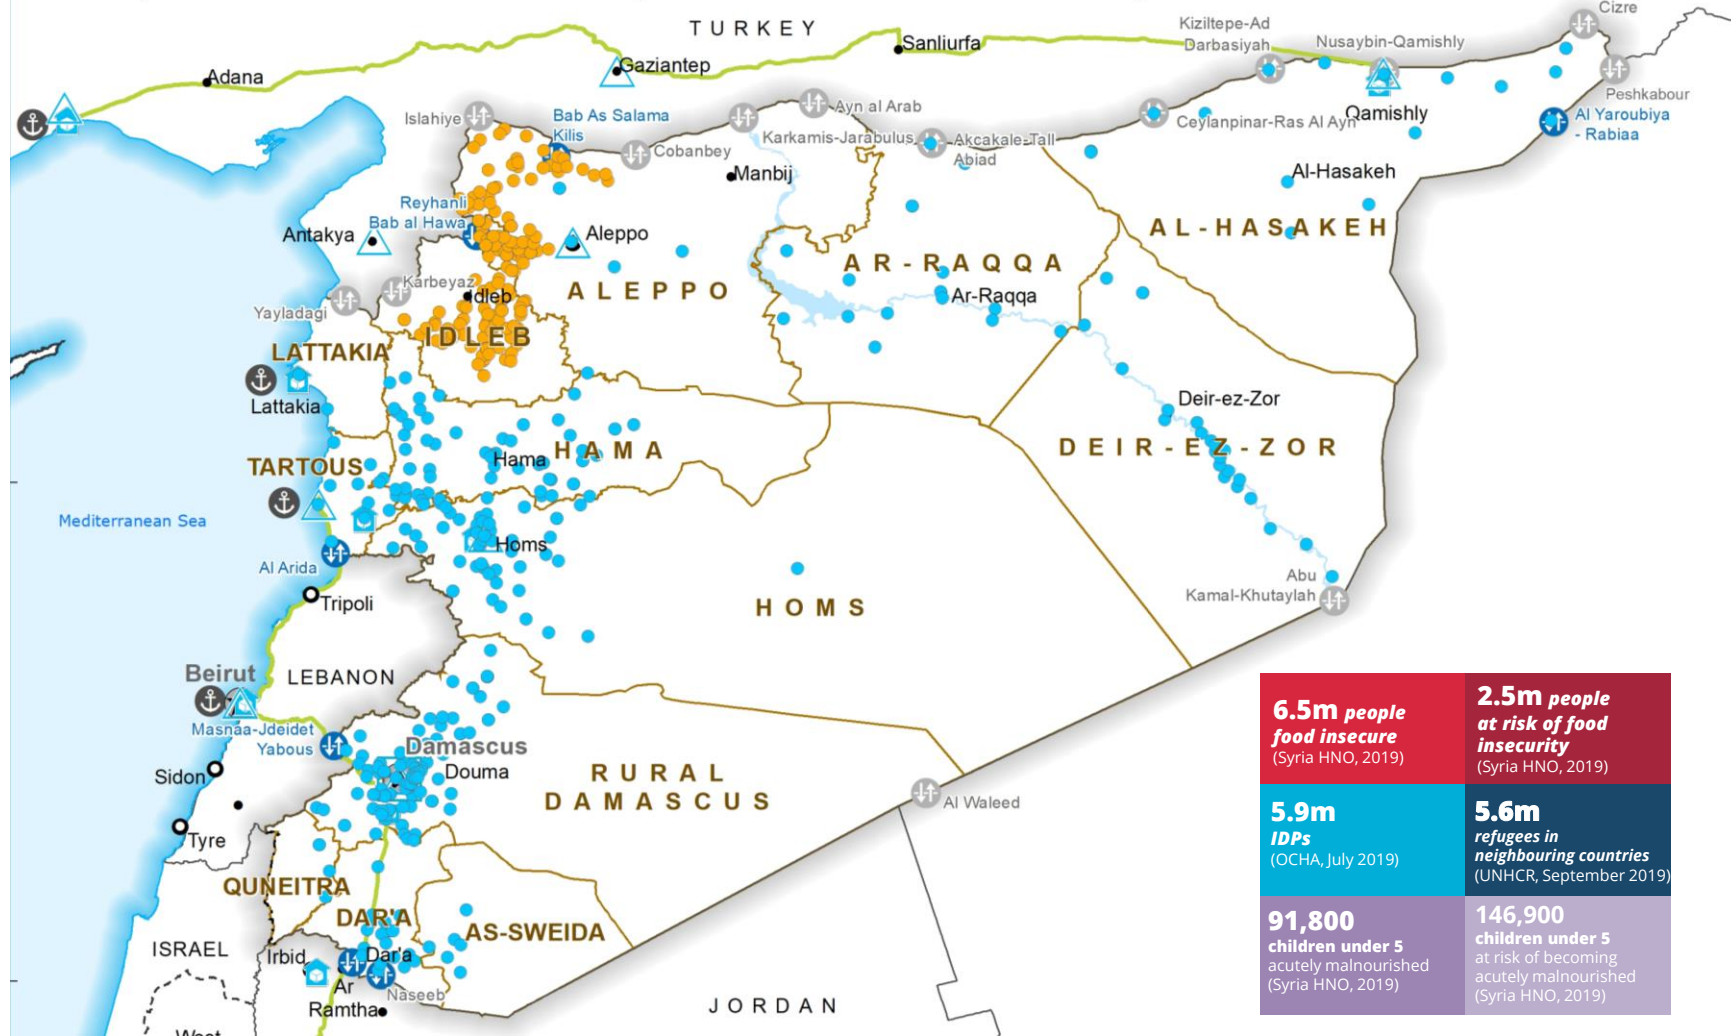 TURKEY
Cizre
Kiziltepe-Ad
Darbasiyah
Nusaybin-Qamishly
Sanliurfa
Gaziantep
Adana
Peshkabour
Islahiye
Bab As Salama
Kilis
Ayn al Arab
Karkamis-Jarabulus
Akcakale-Tall
Abiad
Ceylanpinar-Ras Al Ayn
Qamishly
Al Yaroubiya
- Rabiaa
Cobanbey
Manbij
Al-Hasakeh
Reyhanli
Bab al Hawa
Antakya
Aleppo
AL-HASAKEH
AR-RAQQA
Karbeyaz
Idleb
ALEPPO
Ar-Raqqa
Yayladagi
IDLEB
LATTAKIA
Lattakia
Deir-ez-Zor
HAMA
Hama
DEIR-EZ-ZOR
TARTOUS
Mediterranean Sea
Homs
Al Arida
Abu
Kamal-Khutaylah
Tripoli
HOMS
Beirut
LEBANON
Masnaa-Jdeidet
Yabous
Damascus
Douma
Sidon
RURAL
DAMASCUS
Al Waleed
Tyre
QUNEITRA
DAR'A
AS-SWEIDA
ISRAEL
Irbid
Dar'a
Ar
Ramtha
Naseeb
JORDAN
West
6.5m people
food insecure
(Syria HNO, 2019)
2.5m people
at risk of food
insecurity
(Syria HNO, 2019)
5.9m
IDPs
(OCHA, July 2019)
5.6m
refugees in
neighbouring countries
(UNHCR, September 2019)
91,800
children under 5
acutely malnourished
(Syria HNO, 2019)
146,900
children under 5
at risk of becoming
acutely malnourished
(Syria HNO, 2019)